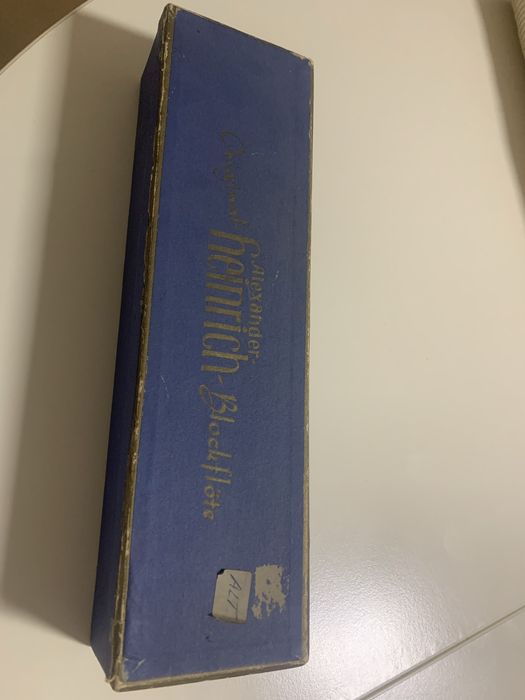 Alexander-
Original heinrich-Blockflöte
ALT